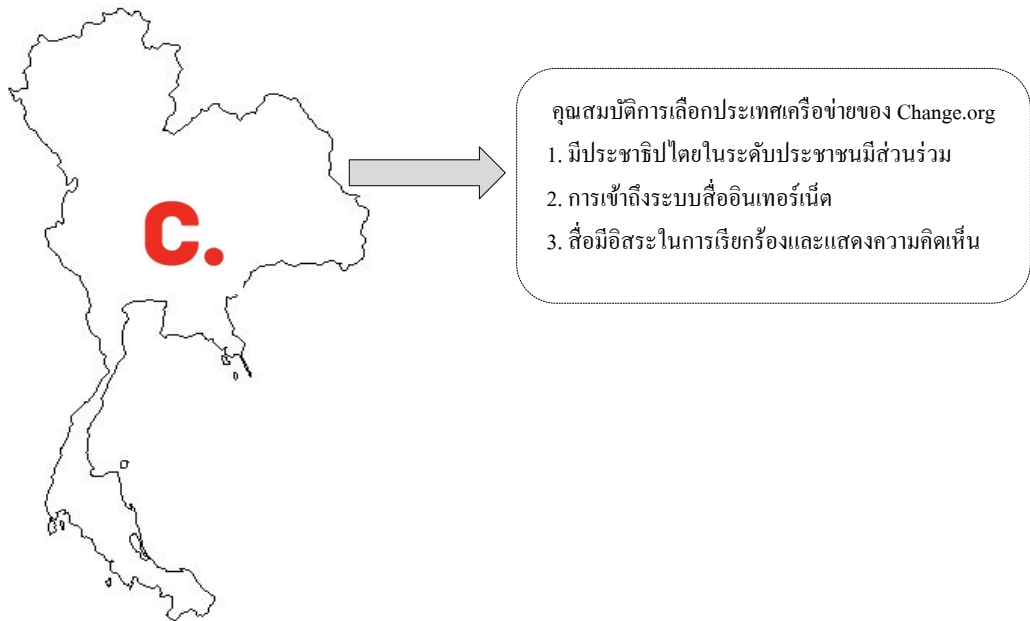 คุณสมบัติการเลือกประเทศเครือข่ายของ Change.org
1. มีประชาธิปไตยในระดับประชาชนมีส่วนร่วม
2. การเข้าถึงระบบสื่ออินเทอร์เน็ต
3. สื่อมีอิสระในการเรียกร้องและแสดงความคิดเห็น
c.